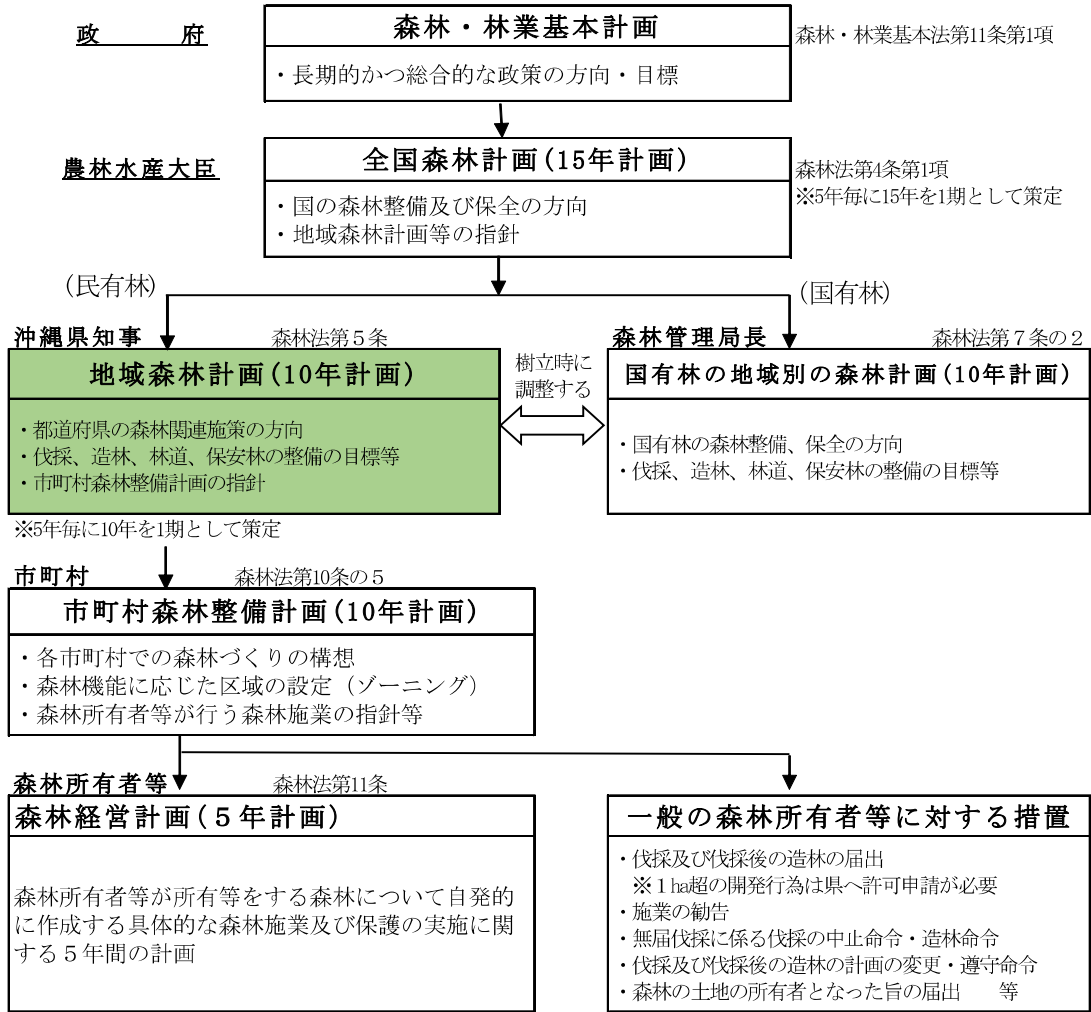 政　　　府
森林・林業基本計画
森林・林業基本法第11条第1項
・長期的かつ総合的な政策の方向・目標
農林水産大臣
全国森林計画(15年計画)
森林法第4条第1項
※5年毎に15年を1期として策定
・国の森林整備及び保全の方向
・地域森林計画等の指針
(民有林)
(国有林)
沖縄県知事
森林法第５条
地域森林計画(10年計画)
・都道府県の森林関連施策の方向
・伐採、造林、林道、保安林の整備の目標等
・市町村森林整備計画の指針
※5年毎に10年を1期として策定
樹立時に
調整する
森林管理局長
森林法第７条の２
国有林の地域別の森林計画(10年計画)
・国有林の森林整備、保全の方向
・伐採、造林、林道、保安林の整備の目標等
市町村
森林法第10条の５
市町村森林整備計画(10年計画)
・各市町村での森林づくりの構想
・森林機能に応じた区域の設定（ゾーニング）
・森林所有者等が行う森林施業の指針等
森林所有者等
森林法第11条
森林経営計画(５年計画)
森林所有者等が所有等をする森林について自発的
に作成する具体的な森林施業及び保護の実施に関
する５年間の計画
一般の森林所有者等に対する措置
・伐採及び伐採後の造林の届出
※１ha超の開発行為は県へ許可申請が必要
・施業の勧告
・無届伐採に係る伐採の中止命令・造林命令
・伐採及び伐採後の造林の計画の変更・遵守命令
・森林の土地の所有者となった旨の届出　　等